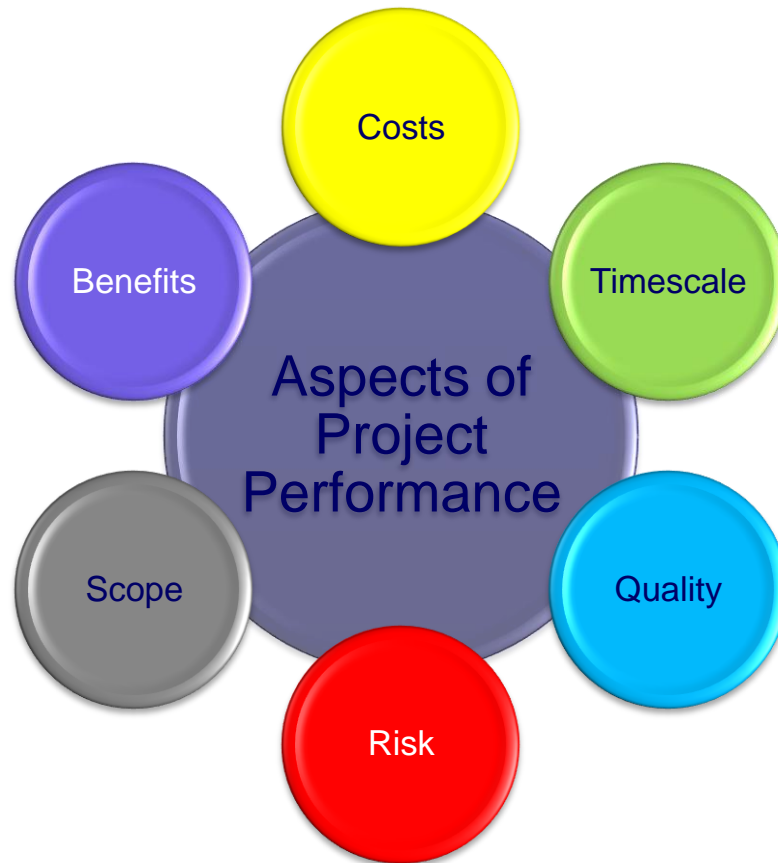 Costs
Benefits
Timescale
Aspects of
Project
Performance
Scope
Quality
Risk